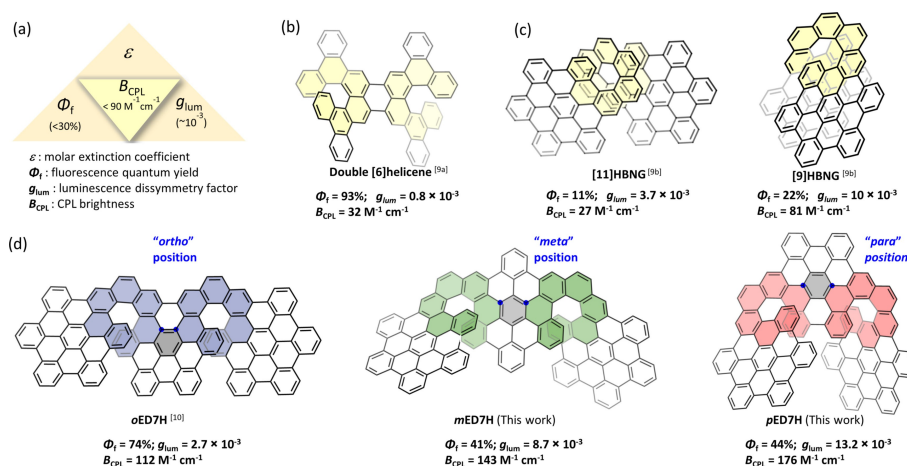 (a)
ε
B_CPL
< 90 M⁻¹cm⁻¹
Φ_f
(<30%)
g_lum
(~10⁻³)
ε : molar extinction coefficient
Φ_f : fluorescence quantum yield
g_lum : luminescence dissymmetry factor
B_CPL : CPL brightness
(b)
Double [6]helicene [9a]
Φ_f = 93%; g_lum = 0.8 × 10⁻³
B_CPL = 32 M⁻¹ cm⁻¹
(c)
[11]HBNG [9b]
Φ_f = 11% g_lum = 3.7 × 10⁻³
B_CPL = 27 M⁻¹ cm⁻¹
[9]HBNG [9b]
Φ_f = 22% g_lum = 10 × 10⁻³
B_CPL = 81 M⁻¹ cm⁻¹
(d)
"ortho"
position
oED7H [10]
Φ_f = 74%; g_lum = 2.7 × 10⁻³
B_CPL = 112 M⁻¹ cm⁻¹
"meta"
position
mED7H (This work)
Φ_f = 41%; g_lum = 8.7 × 10⁻³
B_CPL = 143 M⁻¹ cm⁻¹
"para"
position
pED7H (This work)
Φ_f = 44%; g_lum = 13.2 × 10⁻³
B_CPL = 176 M⁻¹ cm⁻¹